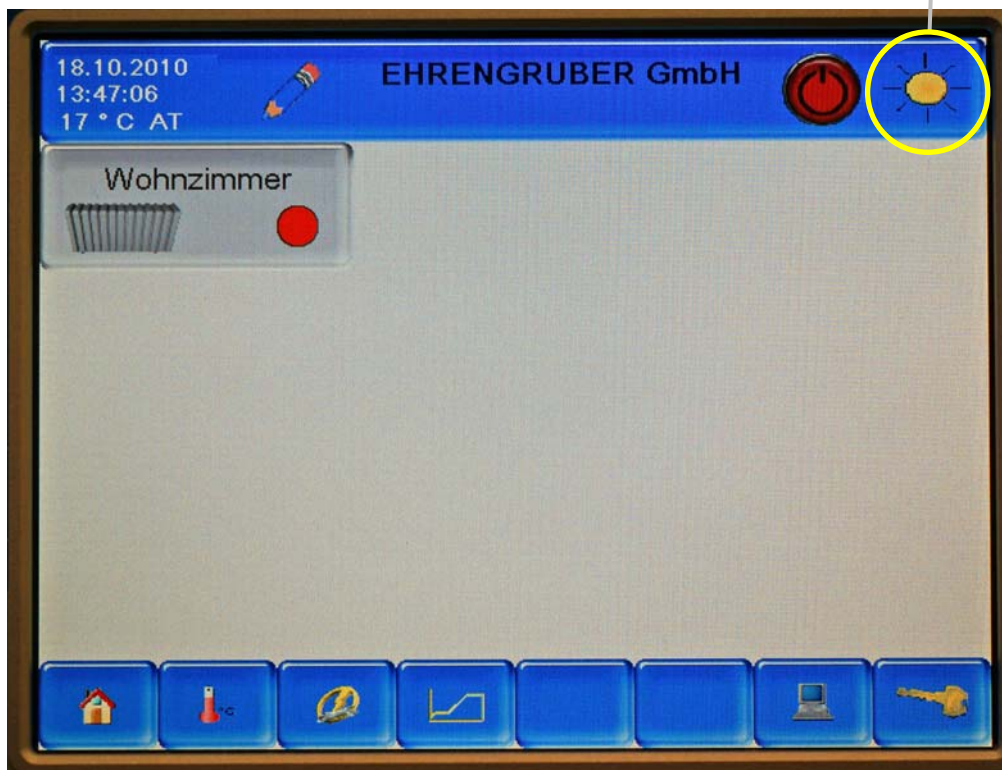 18.10.2010
13:47:06
17 °C AT
EHRENGRUBER GmbH
Wohnzimmer
°C